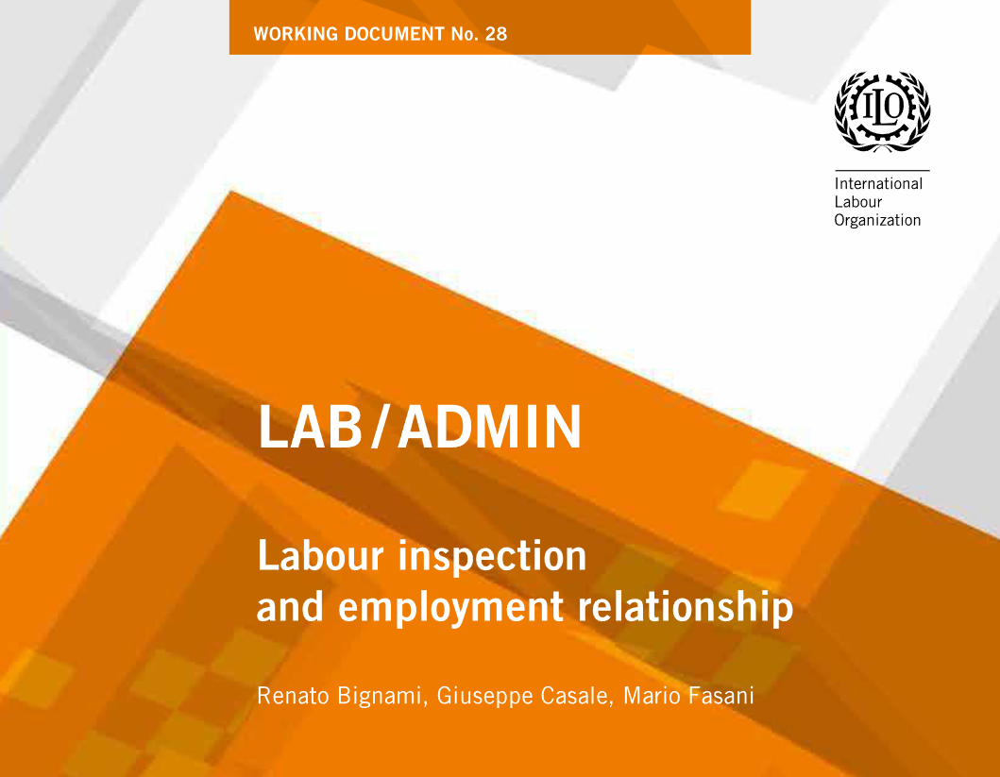 WORKING DOCUMENT No. 28
ILO
International
Labour
Organization
LAB/ADMIN
Labour inspection
and employment relationship
Renato Bignami, Giuseppe Casale, Mario Fasani